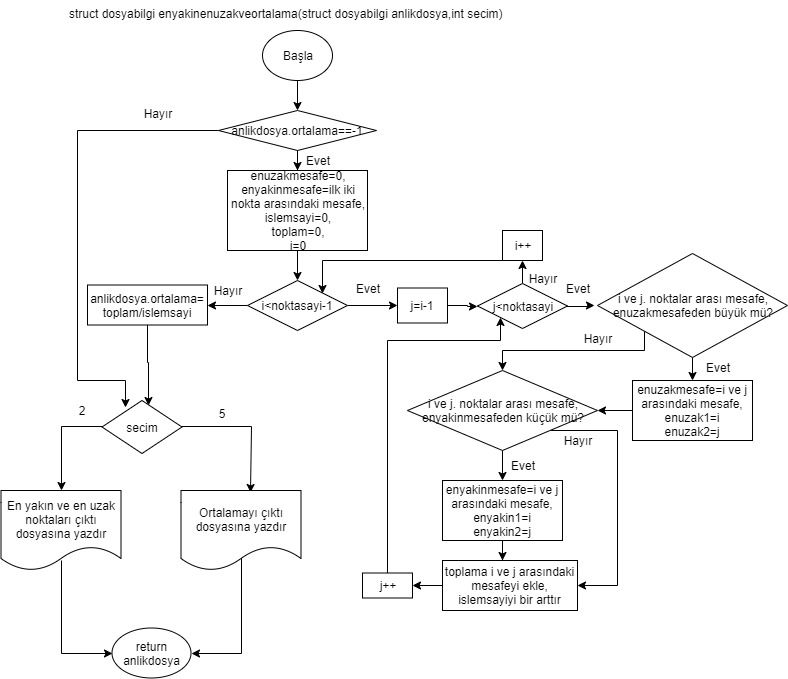 struct dosyabilgi enyakinenuzakveortalama(struct dosyabilgi anlikdosya,int secim)
Başla
Hayır
anlikdosya.ortalama==-1
Evet
enuzakmesafe=0,
enyakinmesafe=ilk iki
nokta arasındaki mesafe,
islemsayi=0,
toplam=0,
i=0
i++
Hayır
anlikdosya.ortalama=
toplam/islemsayi
i<noktasayi-1
Evet
j=i-1
j<noktasayi
Hayır
Evet
i ve j. noktalar arası mesafe,
enuzakmesafeden büyük mü?
Hayır
Evet
enuzakmesafe=i ve j
arasındaki mesafe,
enuzak1=i
enuzak2=j
i ve j. noktalar arası mesafe,
enyakinmesafeden küçük mü?
Hayır
Evet
enyakinmesafe=i ve j
arasındaki mesafe,
enyakin1=i
enyakin2=j
toplama i ve j arasındaki
mesafeyi ekle,
islemsayiyi bir arttır
j++
2
secim
5
En yakın ve en uzak
noktaları çıktı
dosyasına yazdır
Ortalamayı çıktı
dosyasına yazdır
return
anlikdosya